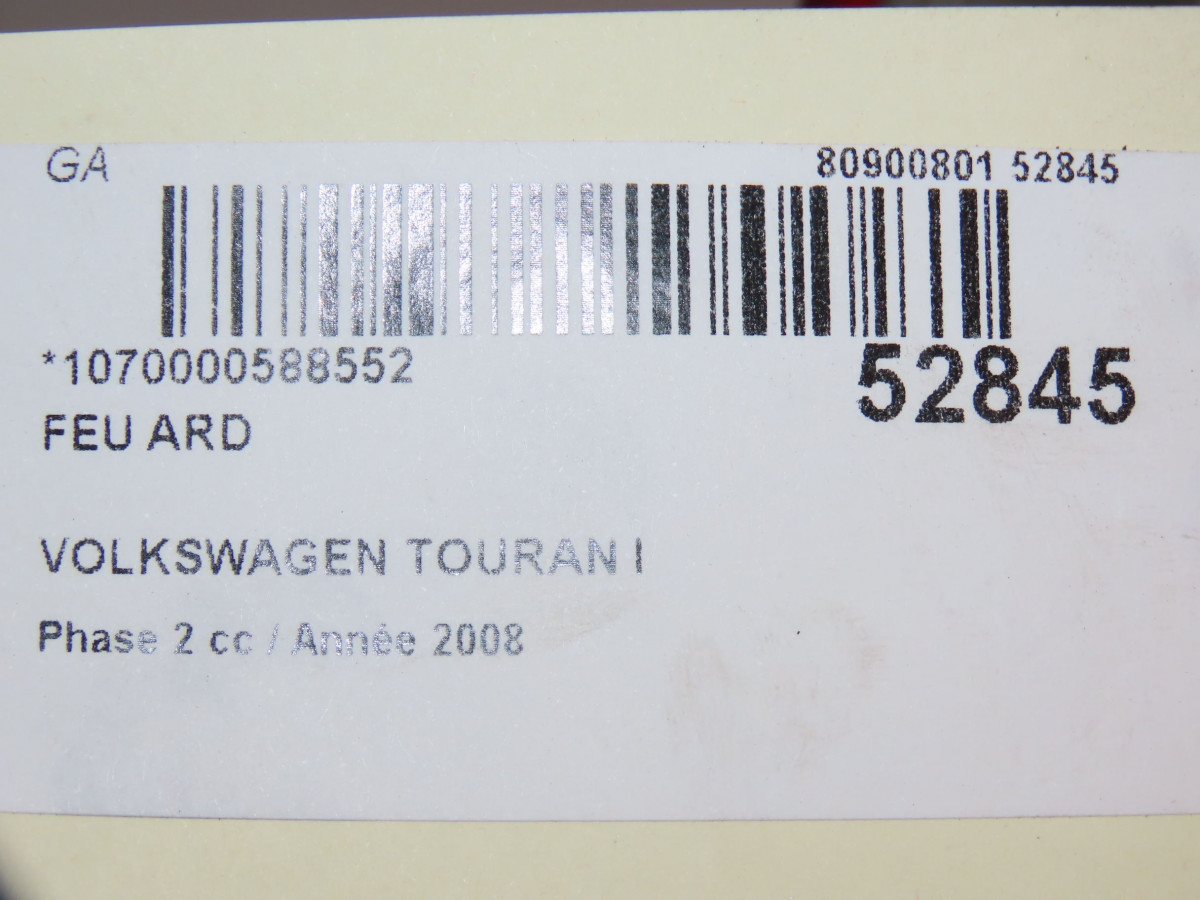 GA
80900801 52845
*1070000588552
52845
FEU ARD
VOLKSWAGEN TOURAN I
Phase 2 cc / Année 2008